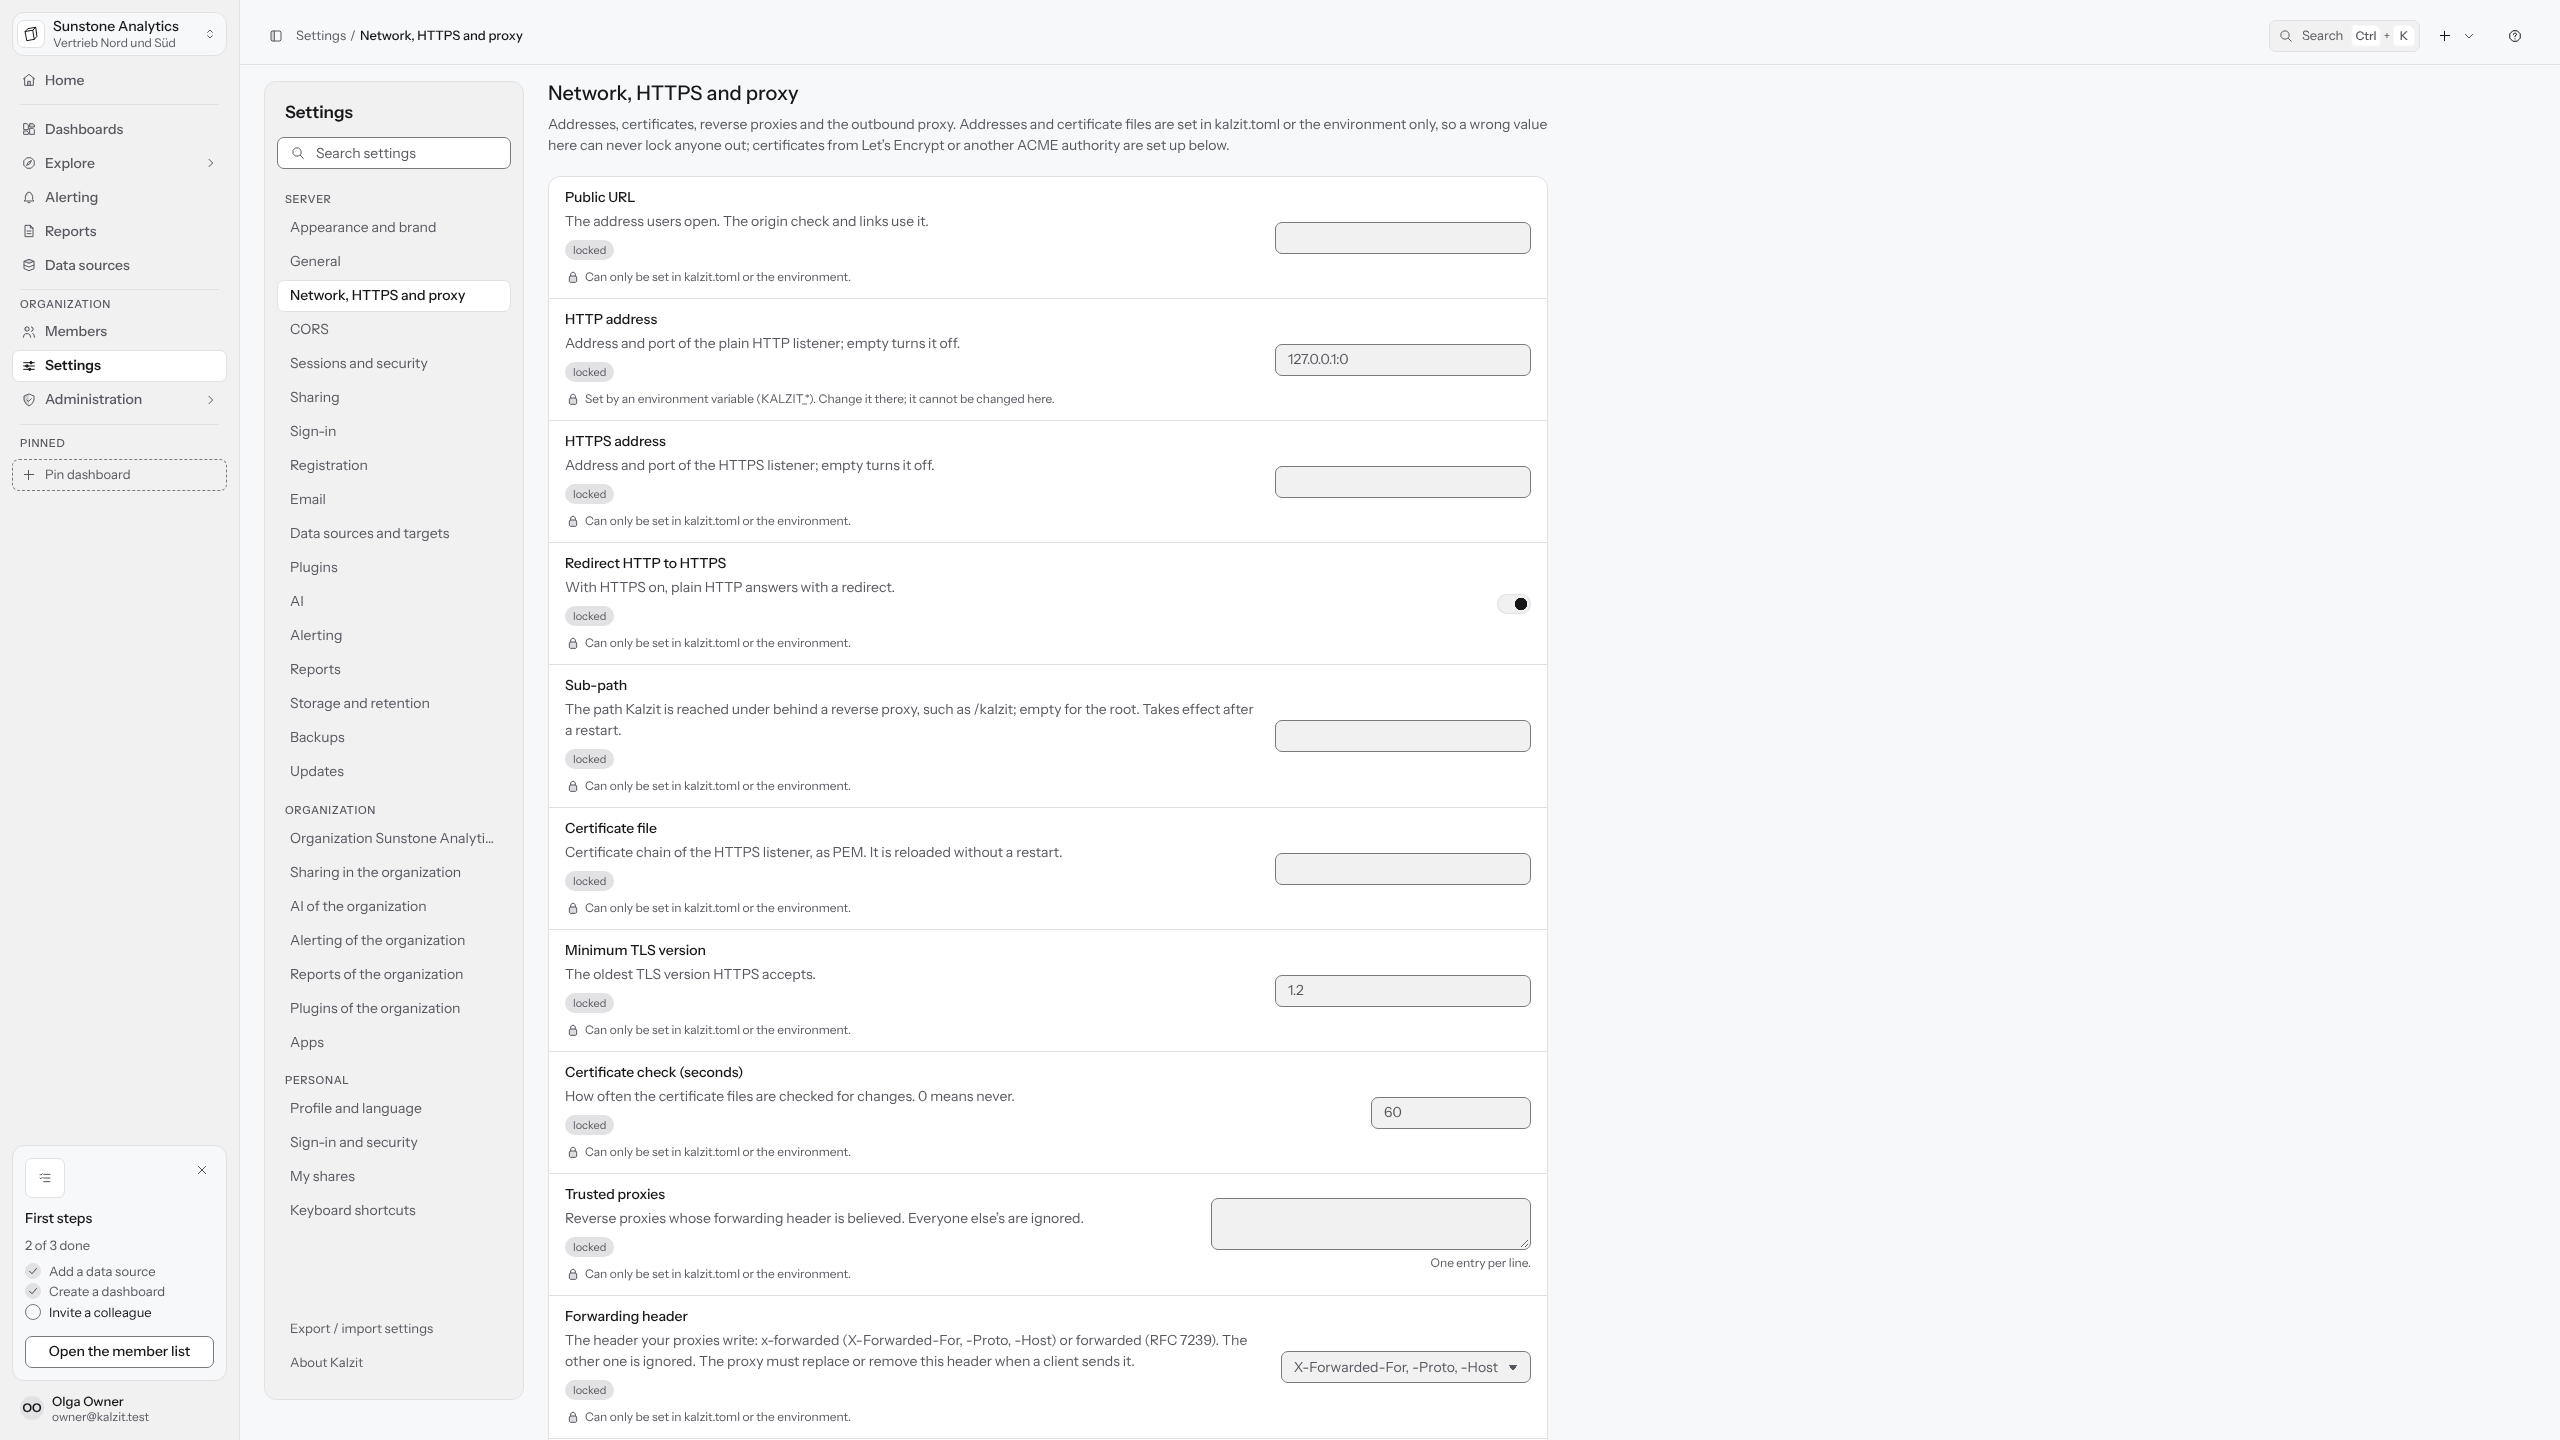 Sunstone Analytics
Vertrieb Nord und Süd
Home
Dashboards
Explore
Alerting
Reports
Data sources
ORGANIZATION
Members
Settings
Administration
PINNED
Pin dashboard
First steps
2 of 3 done
Add a data source
Create a dashboard
Invite a colleague
Open the member list
OO
Olga Owner
owner@kalzit.test
Settings / Network, HTTPS and proxy
Search Ctrl + K
Settings
Search settings
SERVER
Appearance and brand
General
Network, HTTPS and proxy
CORS
Sessions and security
Sharing
Sign-in
Registration
Email
Data sources and targets
Plugins
AI
Alerting
Reports
Storage and retention
Backups
Updates
ORGANIZATION
Organization Sunstone Analyti...
Sharing in the organization
AI of the organization
Alerting of the organization
Reports of the organization
Plugins of the organization
Apps
PERSONAL
Profile and language
Sign-in and security
My shares
Keyboard shortcuts
Export / import settings
About Kalzit
Network, HTTPS and proxy
Addresses, certificates, reverse proxies and the outbound proxy. Addresses and certificate files are set in kalzit.toml or the environment only, so a wrong value
here can never lock anyone out; certificates from Let's Encrypt or another ACME authority are set up below.
Public URL
The address users open. The origin check and links use it.
locked
Can only be set in kalzit.toml or the environment.
HTTP address
Address and port of the plain HTTP listener; empty turns it off.
127.0.0.1:0
locked
Set by an environment variable (KALZIT_*). Change it there; it cannot be changed here.
HTTPS address
Address and port of the HTTPS listener; empty turns it off.
locked
Can only be set in kalzit.toml or the environment.
Redirect HTTP to HTTPS
With HTTPS on, plain HTTP answers with a redirect.
locked
Can only be set in kalzit.toml or the environment.
Sub-path
The path Kalzit is reached under behind a reverse proxy, such as /kalzit; empty for the root. Takes effect after
a restart.
locked
Can only be set in kalzit.toml or the environment.
Certificate file
Certificate chain of the HTTPS listener, as PEM. It is reloaded without a restart.
locked
Can only be set in kalzit.toml or the environment.
Minimum TLS version
The oldest TLS version HTTPS accepts.
1.2
locked
Can only be set in kalzit.toml or the environment.
Certificate check (seconds)
How often the certificate files are checked for changes. 0 means never.
60
locked
Can only be set in kalzit.toml or the environment.
Trusted proxies
Reverse proxies whose forwarding header is believed. Everyone else's are ignored.
locked
One entry per line.
Can only be set in kalzit.toml or the environment.
Forwarding header
The header your proxies write: x-forwarded (X-Forwarded-For, -Proto, -Host) or forwarded (RFC 7239). The
other one is ignored. The proxy must replace or remove this header when a client sends it.
X-Forwarded-For, -Proto, -Host
locked
Can only be set in kalzit.toml or the environment.